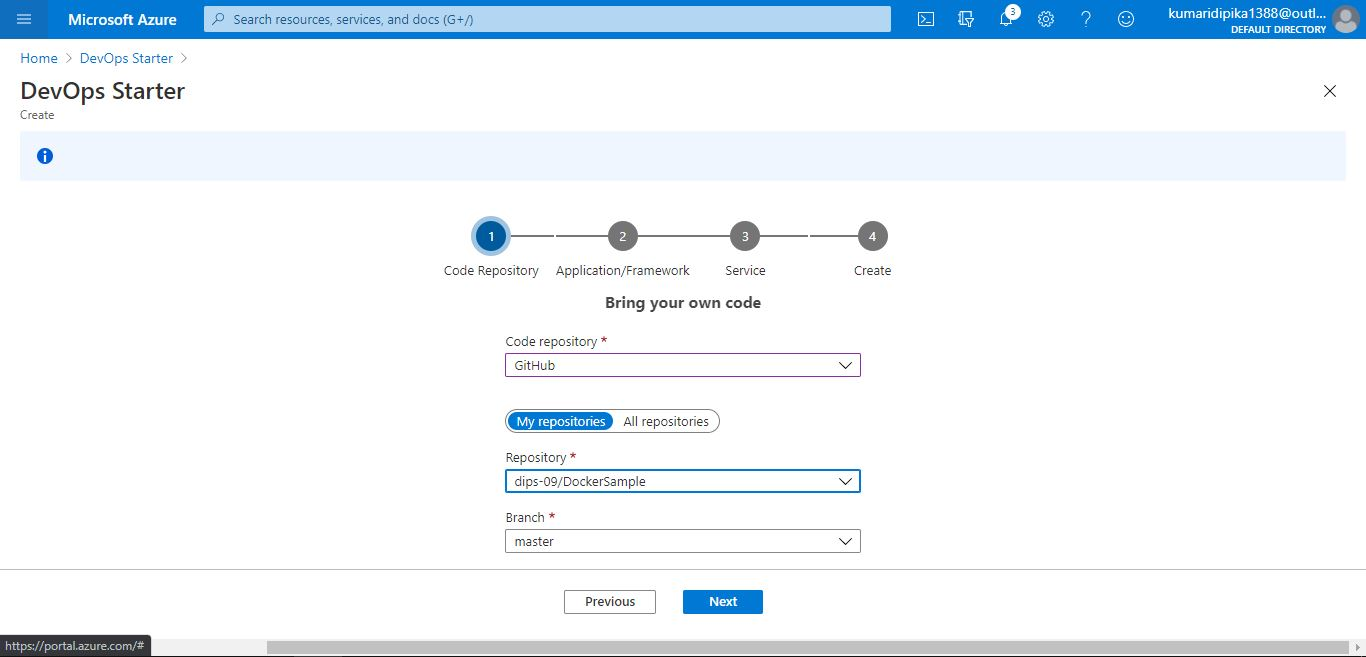 Microsoft Azure
Search resources, services, and docs (G+/)
3
kumaridipika1388@outl...
DEFAULT DIRECTORY
Home > DevOps Starter >
DevOps Starter
Create
1 2 3 4
Code Repository Application/Framework Service Create
Bring your own code
Code repository *
GitHub
My repositories All repositories
Repository *
dips-09/DockerSample
Branch *
master
Previous Next
https://portal.azure.com/#